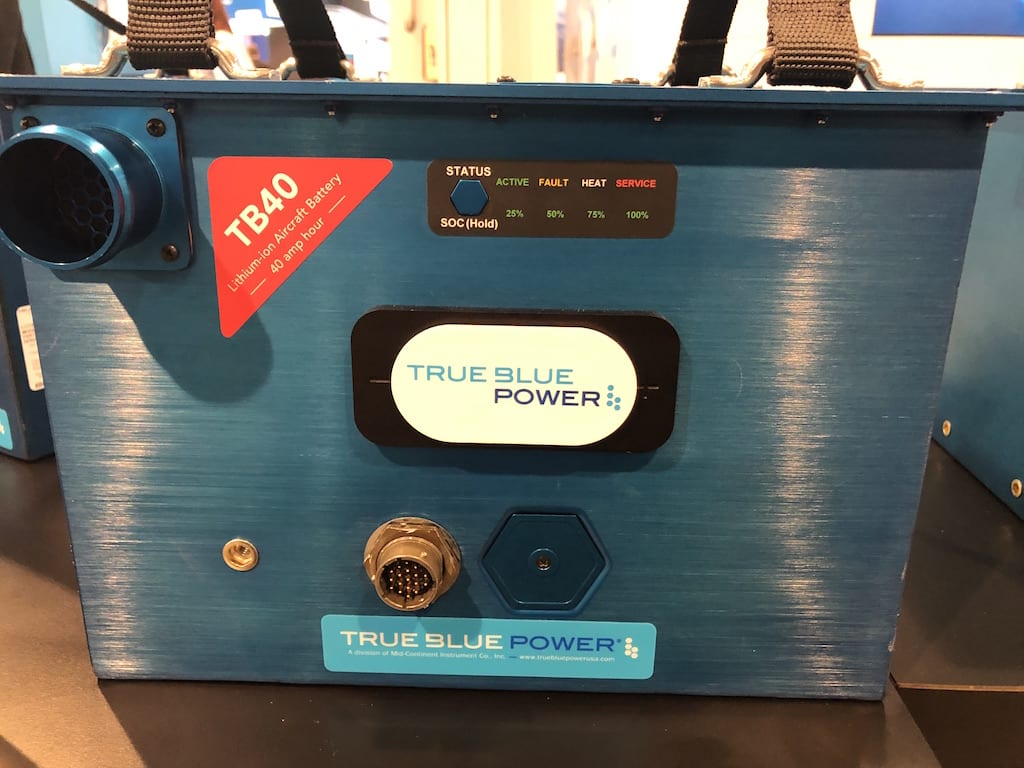 TB40
Lithium-ion Aircraft Battery
40 amp hour
STATUS
ACTIVE FAULT HEAT SERVICE
25% 50% 75% 100%
SOC (Hold)
TRUE BLUE
POWER
TRUE BLUE POWER®
A division of Mid-Continent Instrument Co., Inc. — www.truebluepowerusa.com